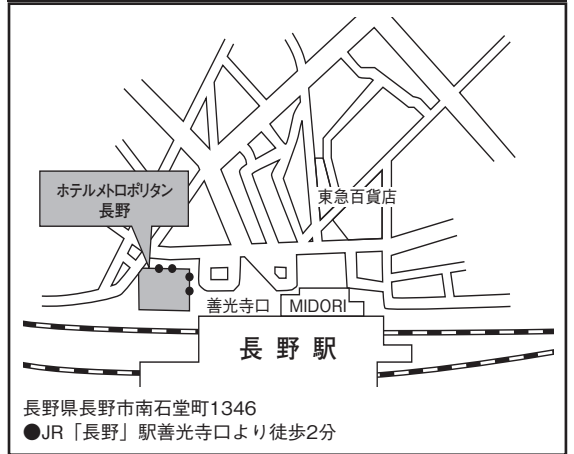 ホテルメトロポリタン
長野
東急百貨店
善光寺口
MIDORI
長野駅
長野県長野市南石堂町1346
●JR「長野」駅善光寺口より徒歩2分